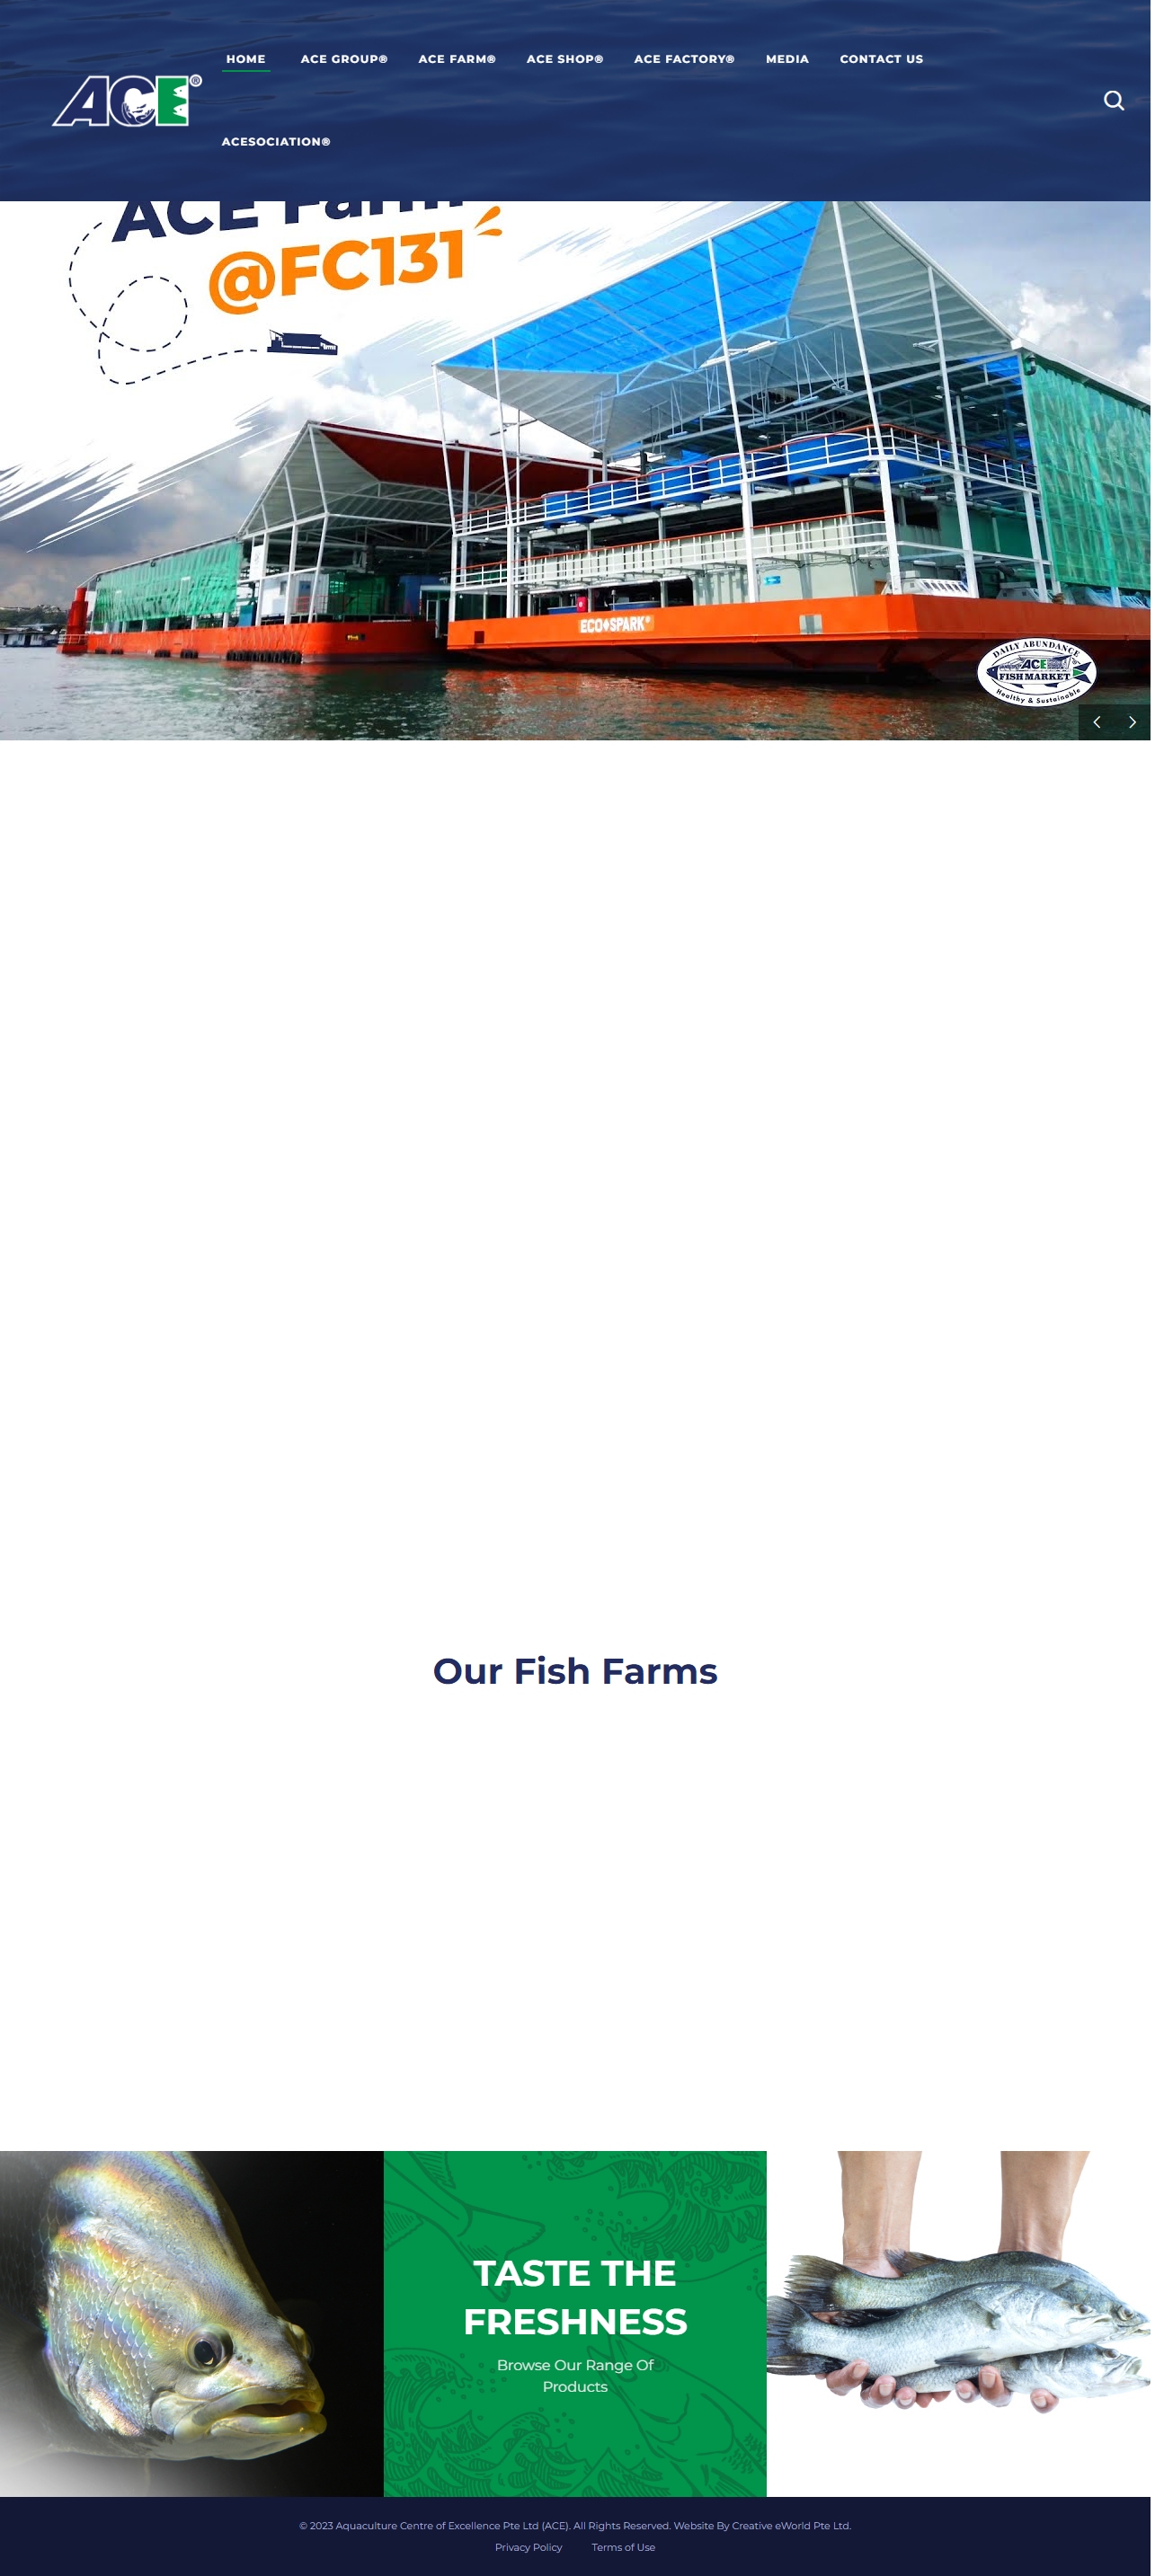 HOME ACE GROUP® ACE FARM® ACE SHOP® ACE FACTORY® MEDIA CONTACT US
ACE®
ACESOCIATION®
ACE Farm
@FC131
ECO SPARK®
DAILY ABUNDANCE
ACE
FISH MARKET
Healthy & Sustainable
Our Fish Farms
TASTE THE
FRESHNESS
Browse Our Range Of
Products
© 2023 Aquaculture Centre of Excellence Pte Ltd (ACE). All Rights Reserved. Website By Creative eWorld Pte Ltd.
Privacy Policy Terms of Use